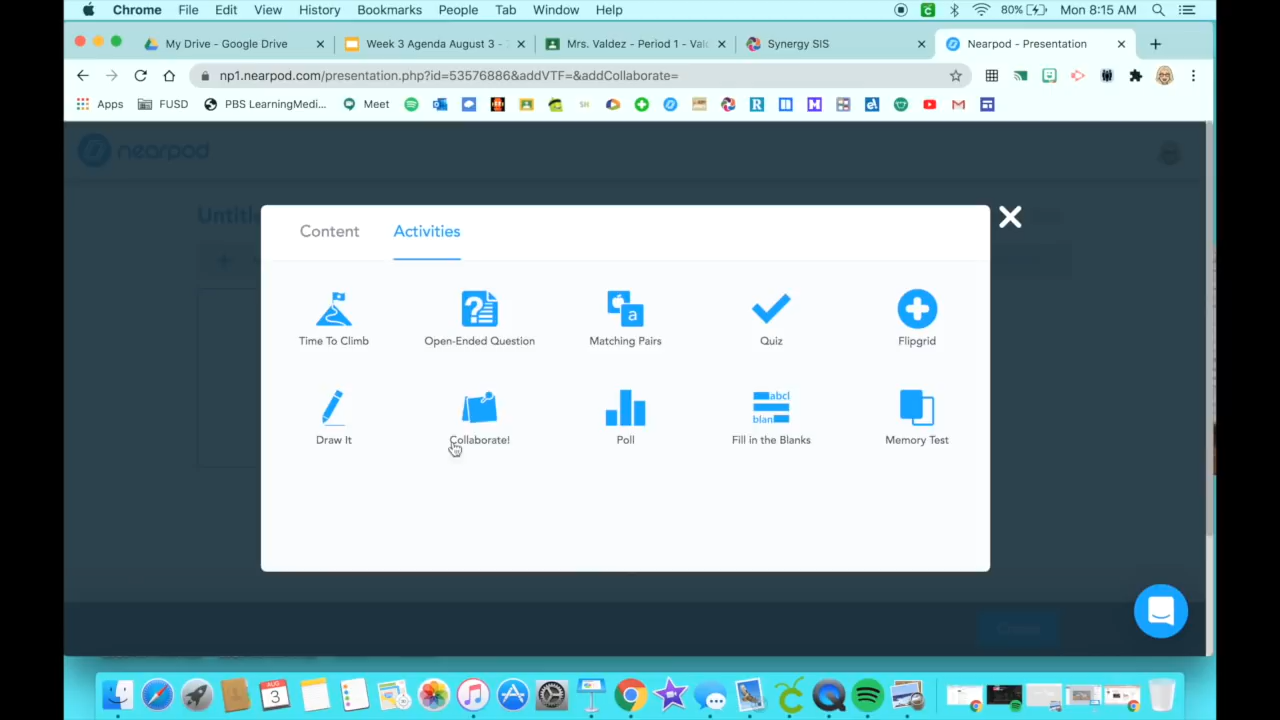 Chrome File Edit View History Bookmarks People Tab Window Help 80% Mon 8:15 AM
My Drive - Google Drive Week 3 Agenda August 3 - Mrs. Valdez - Period 1 - Val Synergy SIS Nearpod - Presentation
np1.nearpod.com/presentation.php?id=53576886&addVTF=&addCollaborate=
Apps FUSD PBS LearningMedi... Meet
nearpod
Content Activities
Time To Climb Open-Ended Question Matching Pairs Quiz Flipgrid
Draw It Collaborate! Poll Fill in the Blanks Memory Test